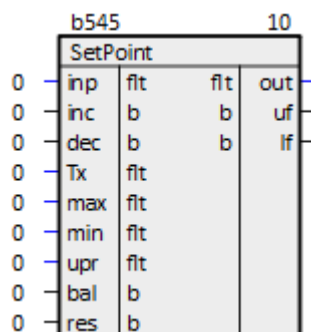 b545 10
SetPoint
0 inp flt flt out
0 inc b b uf
0 dec b b lf
0 Tx flt
0 max flt
0 min flt
0 upr flt
0 bal b
0 res b